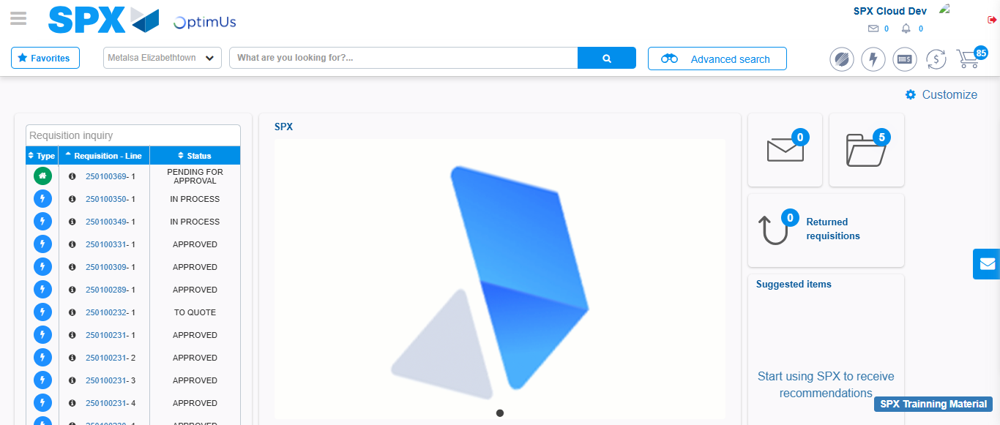 SPX OptimUs
SPX Cloud Dev
0 0
Favorites
Metalsa Elizabethtown
What are you looking for?...
Advanced search
$
$
85
Customize
Requisition inquiry
Type Requisition - Line Status
250100369- 1 PENDING FOR
APPROVAL
250100350- 1 IN PROCESS
250100349- 1 IN PROCESS
250100331- 1 APPROVED
250100309- 1 APPROVED
250100289- 1 APPROVED
250100232- 1 TO QUOTE
250100231- 1 APPROVED
250100231- 2 APPROVED
250100231- 3 APPROVED
250100231- 4 APPROVED
SPX
0
5
0
Returned
requisitions
Suggested items
Start using SPX to receive
recommendations
SPX Trainning Material